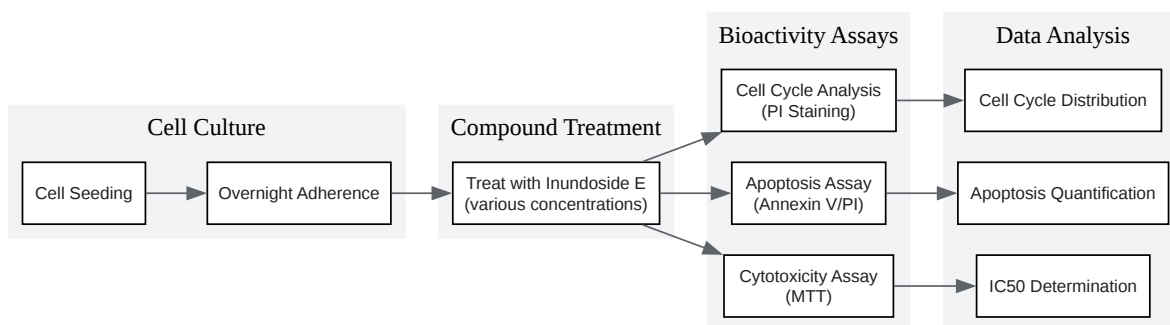 Cell Culture
Cell Seeding
Overnight Adherence
Compound Treatment
Treat with Inundoside E
(various concentrations)
Bioactivity Assays
Cell Cycle Analysis
(PI Staining)
Apoptosis Assay
(Annexin V/PI)
Cytotoxicity Assay
(MTT)
Data Analysis
Cell Cycle Distribution
Apoptosis Quantification
IC50 Determination